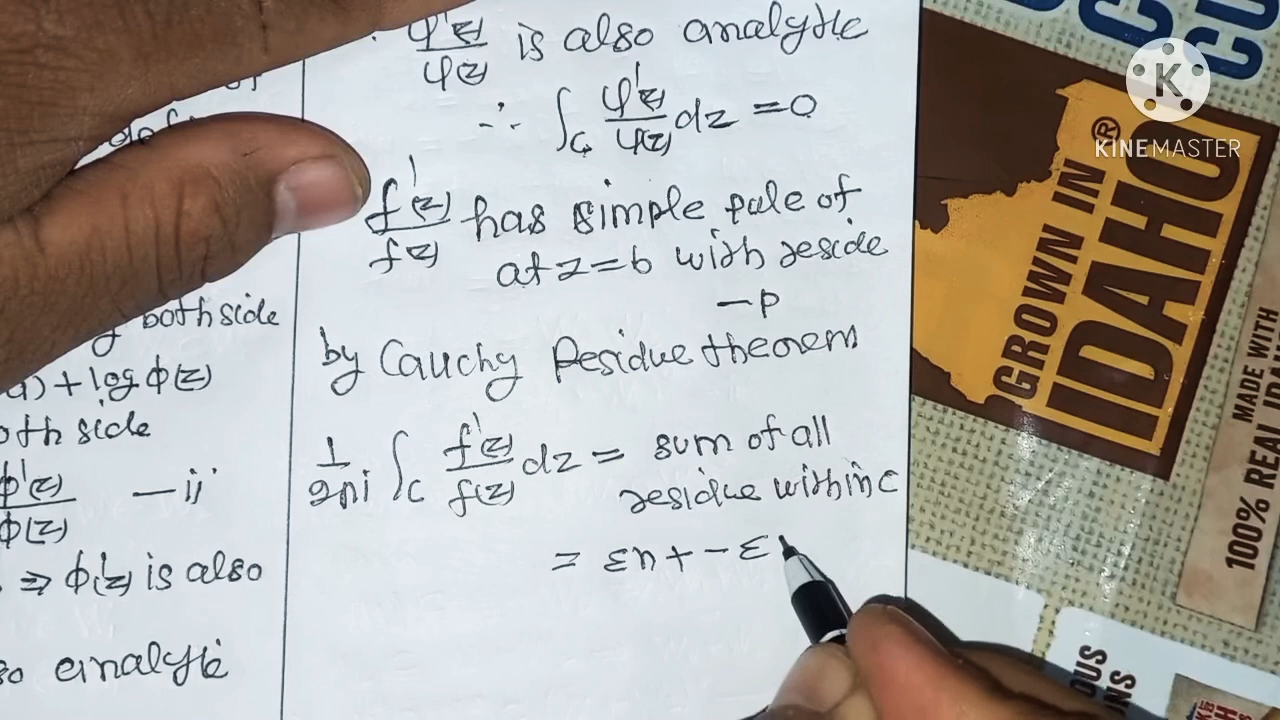 both side
a) + log ϕ(z)
oth side
ϕ'(z)/ϕ(z) — ii
⇒ ϕ'(z) is also
so analytic
φ'(z)/φ(z) is also analytic
∴ ∫c φ'(z)/φ(z) dz = 0
f'(z)/f(z) has simple pole of
at z = b with reside
- p
by Cauchy Residue theorem
1/2πi ∫c f'(z)/f(z) dz = sum of all
residue within c
= εn + - ε
K
KINEMASTER
GROWN IN
IDAHO®
MADE WITH
100% REAL IDA